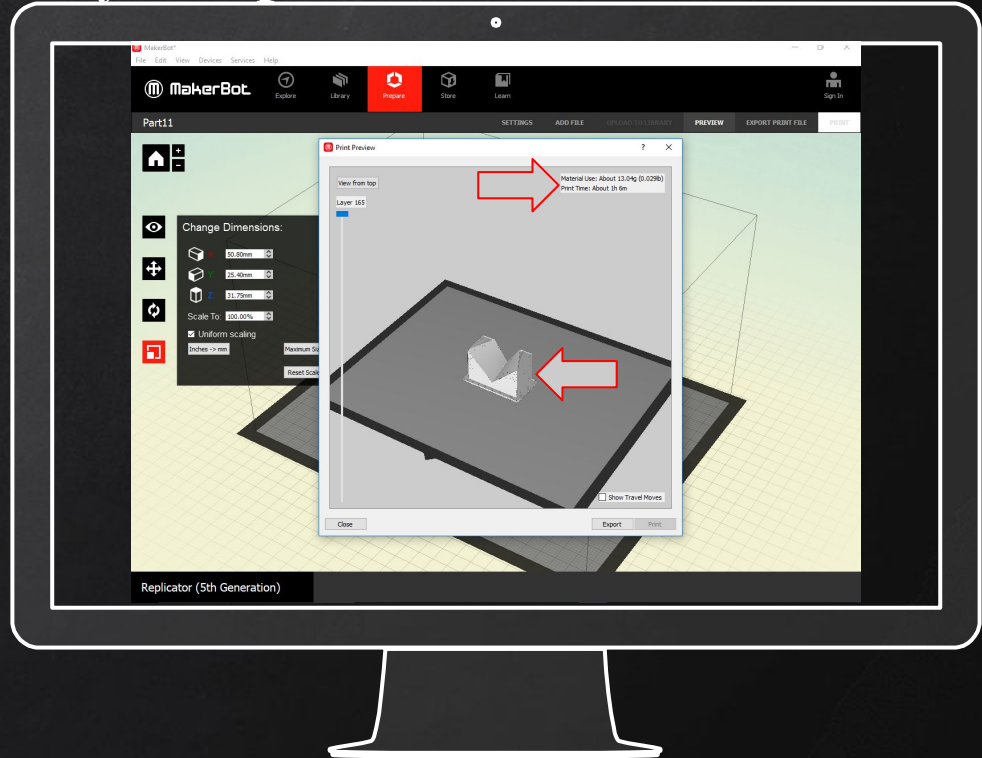 MakerBot*
File Edit View Devices Services Help
MakerBot
Explore
Library
Prepare
Store
Learn
Sign In
Part11
SETTINGS
ADD FILE
UPLOAD TO LIBRARY
PREVIEW
EXPORT PRINT FILE
PRINT
+
-
Change Dimensions:
X 50.80mm
Y 25.40mm
Z 31.75mm
Scale To: 100.00%
Uniform scaling
Inches -> mm
Maximum Siz
Reset Scale
Print Preview ? X
View from top
Layer 165
Material Use: About 13.04g (0.029lb)
Print Time: About 1h 6m
Show Travel Moves
Close
Export
Print
Replicator (5th Generation)